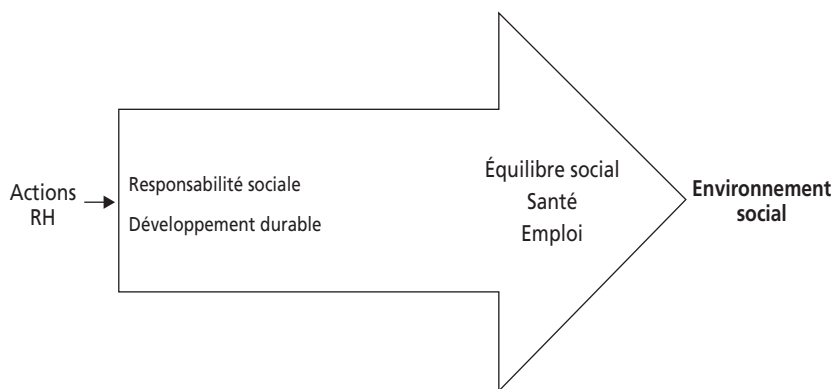 Actions
RH
Responsabilité sociale
Développement durable
Équilibre social
Santé
Emploi
Environnement
social